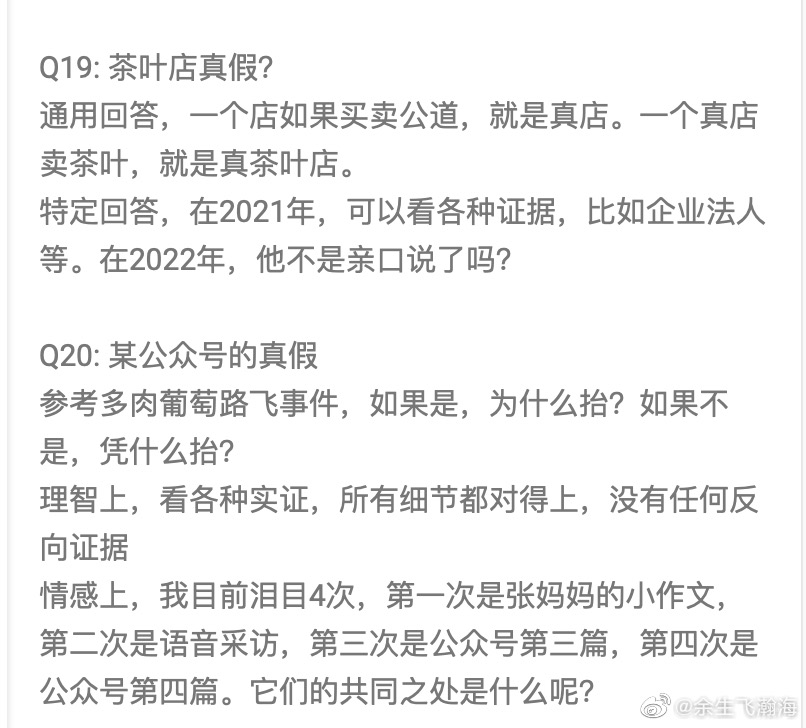 Q19: 茶叶店真假？
通用回答，一个店如果买卖公道，就是真店。一个真店
卖茶叶，就是真茶叶店。
特定回答，在2021年，可以看各种证据，比如企业法人
等。在2022年，他不是亲口说了吗？
Q20: 某公众号的真假
参考多肉葡萄路飞事件，如果是，为什么抬？如果不
是，凭什么抬？
理智上，看各种实证，所有细节都对得上，没有任何反
向证据
情感上，我目前泪目4次，第一次是张妈妈的小作文，
第二次是语音采访，第三次是公众号第三篇，第四次是
公众号第四篇。它们的共同之处是什么呢？
@余生飞瀚海